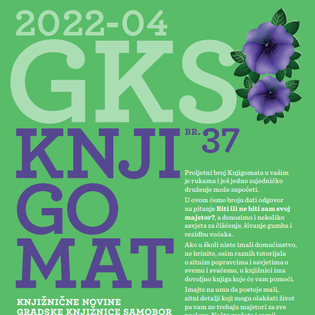 2022-04
GKS
KNJI
GO
MAT
BR. 37
Proljetni broj Knjigomata u vašim
je rukama i još jedno zajedničko
druženje može započeti.
U ovom ćemo broju dati odgovor
na pitanje Biti ili ne biti sam svoj
majstor?, a donosimo i nekoliko
savjeta za čišćenje, šivanje gumba i
rezidbu voćaka.
Ako u školi niste imali domaćinstvo,
ne brinite, osim raznih tutorijala
o sitnim popravcima i savjetima o
svemu i svačemu, u knjižnici ima
dovoljno knjiga koje će vam pomoći.
Imajte na umu da postoje mali,
sitni detalji koji mogu olakšati život
pa vam ne trebaju majstori za sve
KNJIŽNIČNE NOVINE
GRADSKE KNJIŽNICE SAMOBOR